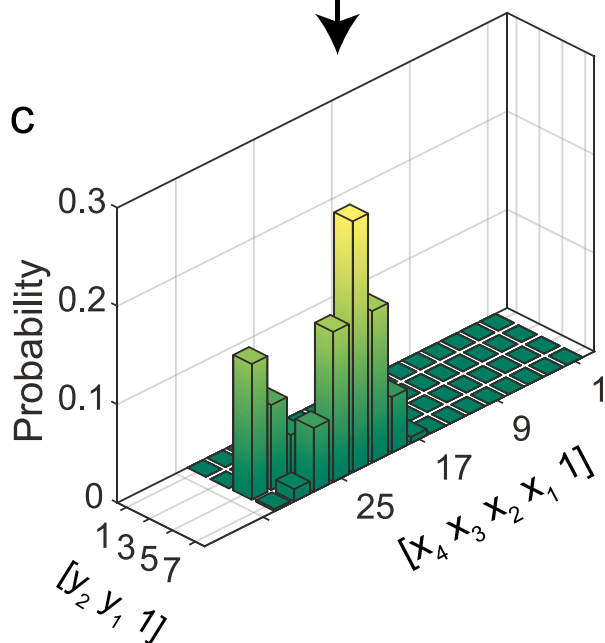 c
0.3
0.2
0.1
0
Probability
1 3 5 7
[y₂ y₁ 1]
25 17 9 1
[x₄ x₃ x₂ x₁ 1]